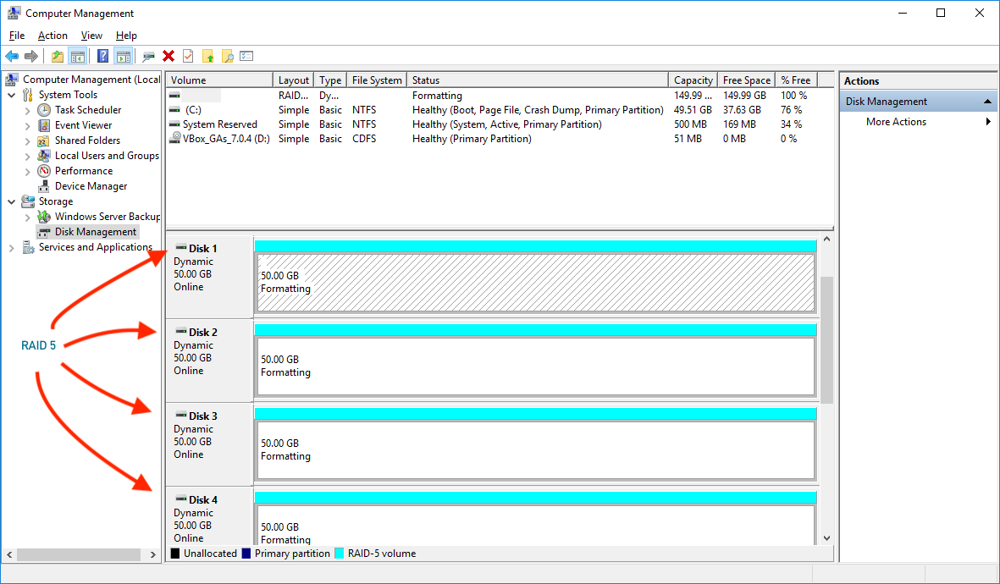 Computer Management
File Action View Help
Computer Management (Local
System Tools
Task Scheduler
Event Viewer
Shared Folders
Local Users and Groups
Performance
Device Manager
Storage
Windows Server Backup
Disk Management
Services and Applications
RAID 5
Volume Layout Type File System Status Capacity Free Space % Free
RAID... Dy... Formatting 149.99 ... 149.99 GB 100 %
(C:) Simple Basic NTFS Healthy (Boot, Page File, Crash Dump, Primary Partition) 49.51 GB 37.63 GB 76 %
System Reserved Simple Basic NTFS Healthy (System, Active, Primary Partition) 500 MB 169 MB 34 %
VBox_GAs_7.0.4 (D:) Simple Basic CDFS Healthy (Primary Partition) 51 MB 0 MB 0 %
Disk 1
Dynamic
50.00 GB
Online
50.00 GB
Formatting
Disk 2
Dynamic
50.00 GB
Online
50.00 GB
Formatting
Disk 3
Dynamic
50.00 GB
Online
50.00 GB
Formatting
Disk 4
Dynamic
50.00 GB
Online
50.00 GB
Formatting
Unallocated Primary partition RAID-5 volume
Actions
Disk Management
More Actions